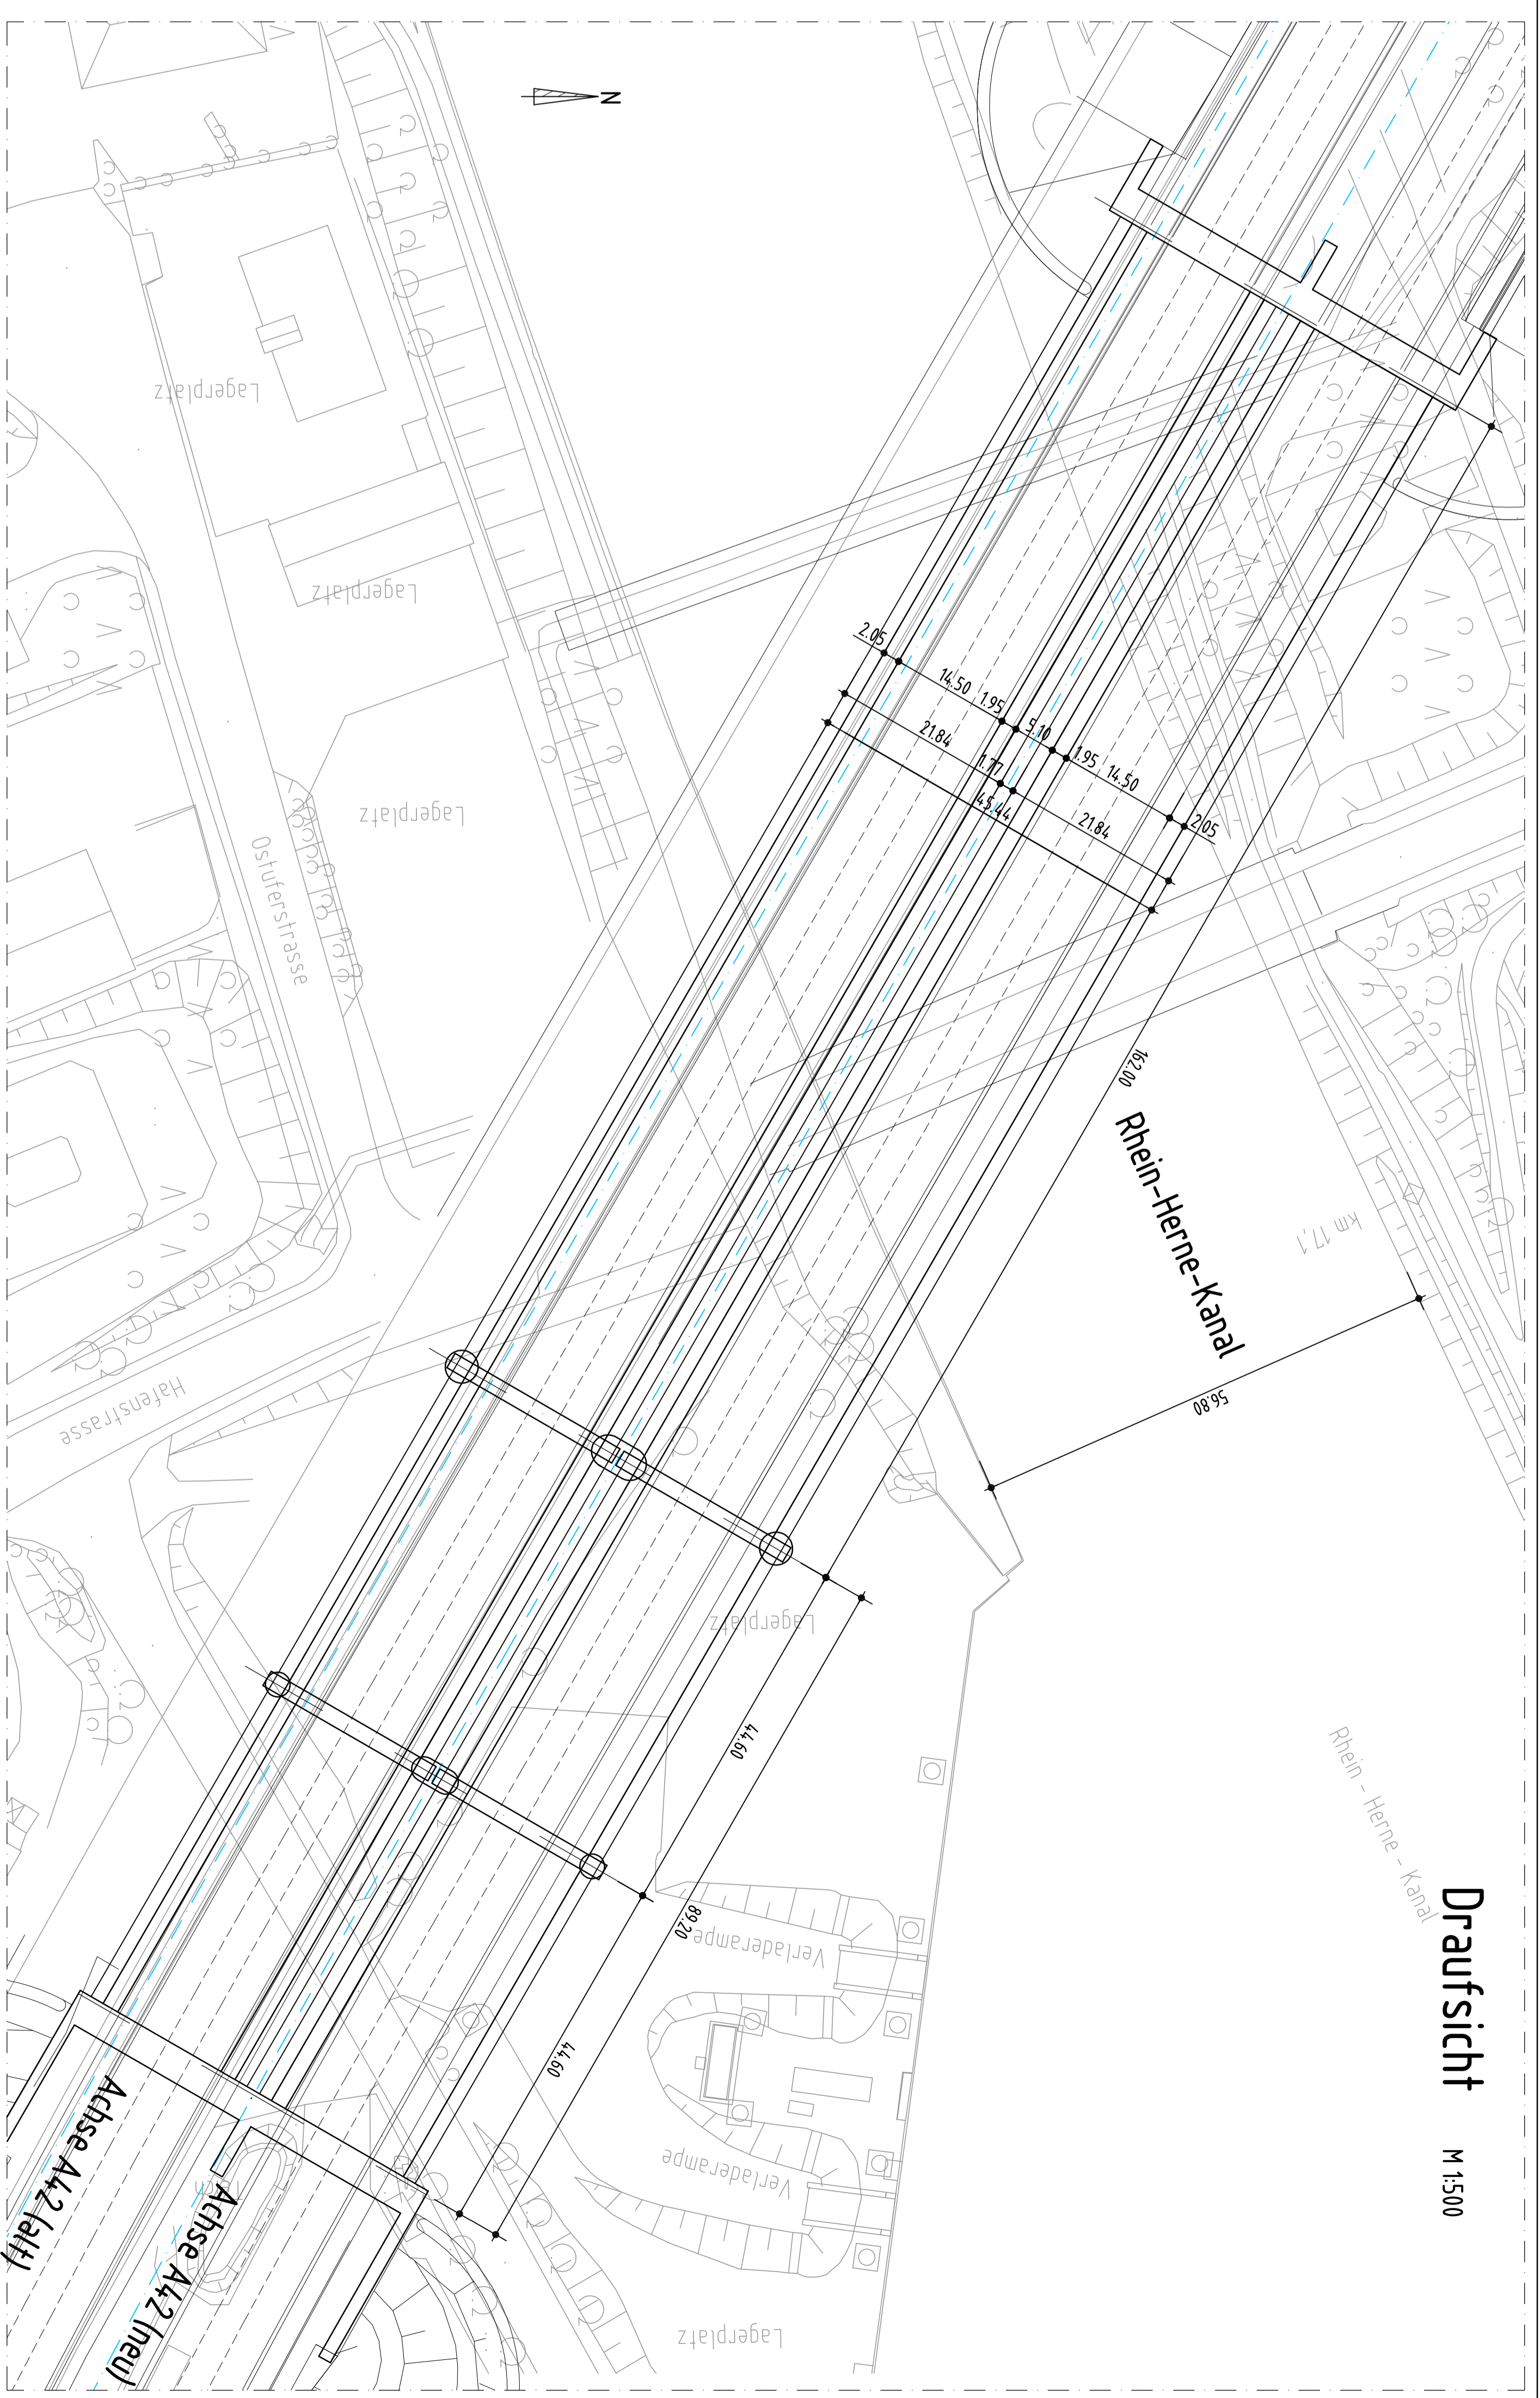 Draufsicht M 1:500
N
Lagerplatz
Lagerplatz
Lagerplatz
Ostuferstrasse
Hafenstrasse
2.05
14.50
1.95
5.10
1.95
14.50
2.05
21.84
1.77
21.84
45.44
162.00
Rhein-Herne-Kanal
km 17,1
56.80
Rhein - Herne - Kanal
Lagerplatz
44.60
89.20
44.60
Verladerampe
Verladerampe
Lagerplatz
Achse A42 (alt)
Achse A42 (neu)